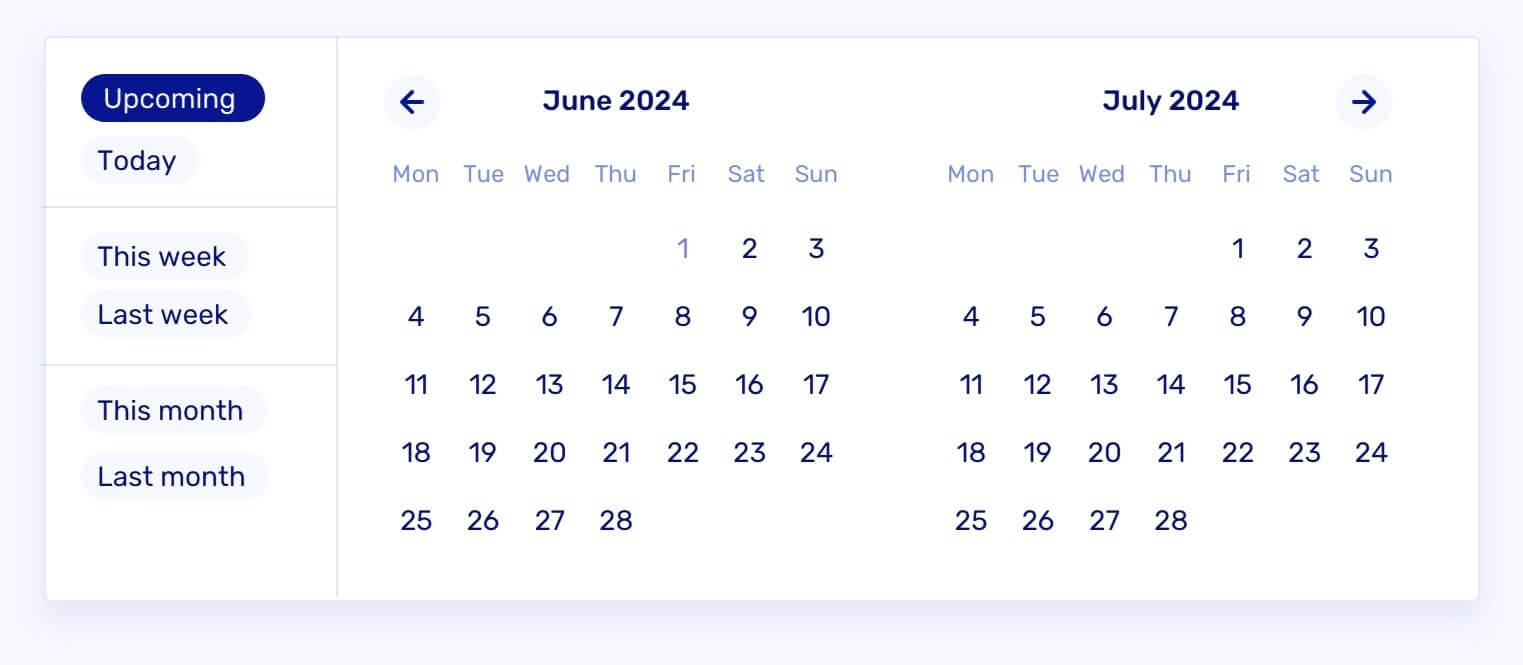 Upcoming
Today
This week
Last week
This month
Last month
June 2024
Mon Tue Wed Thu Fri Sat Sun
1 2 3
4 5 6 7 8 9 10
11 12 13 14 15 16 17
18 19 20 21 22 23 24
25 26 27 28
July 2024
Mon Tue Wed Thu Fri Sat Sun
1 2 3
4 5 6 7 8 9 10
11 12 13 14 15 16 17
18 19 20 21 22 23 24
25 26 27 28